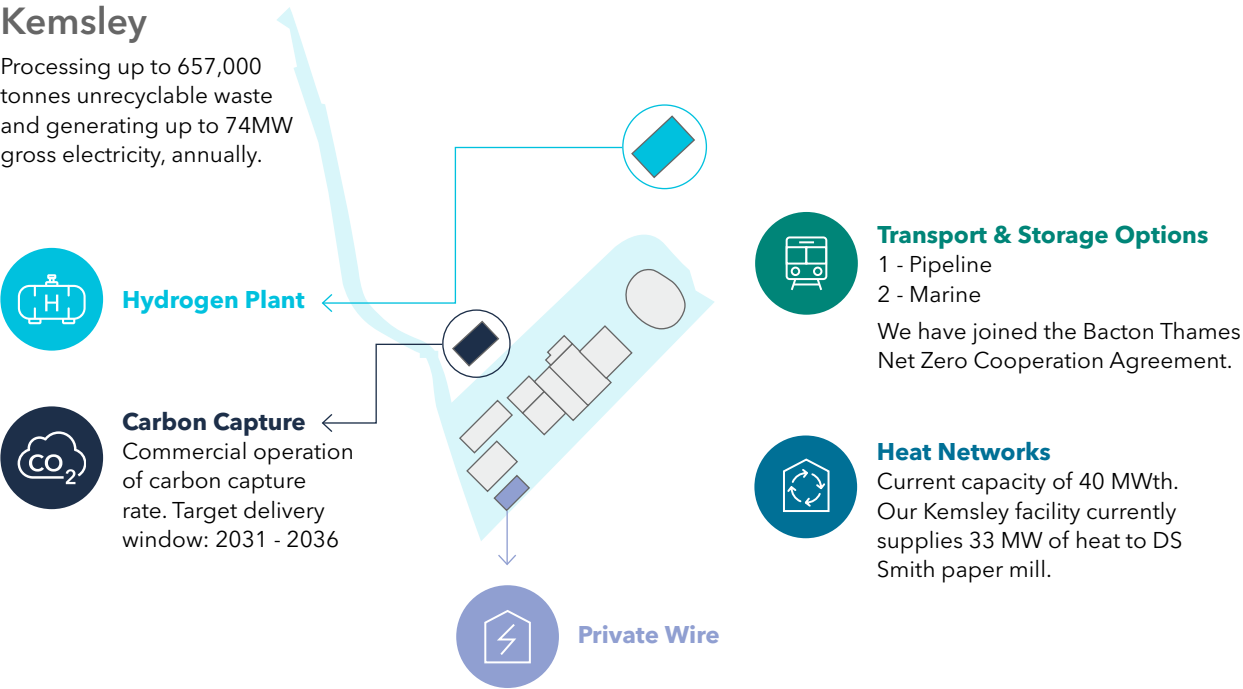 Kemsley
Processing up to 657,000
tonnes unrecyclable waste
and generating up to 74MW
gross electricity, annually.
H
Hydrogen Plant
CO2
Carbon Capture
Commercial operation
of carbon capture
rate. Target delivery
window: 2031 - 2036
Private Wire
Transport & Storage Options
1 - Pipeline
2 - Marine
We have joined the Bacton Thames
Net Zero Cooperation Agreement.
Heat Networks
Current capacity of 40 MWth.
Our Kemsley facility currently
supplies 33 MW of heat to DS
Smith paper mill.